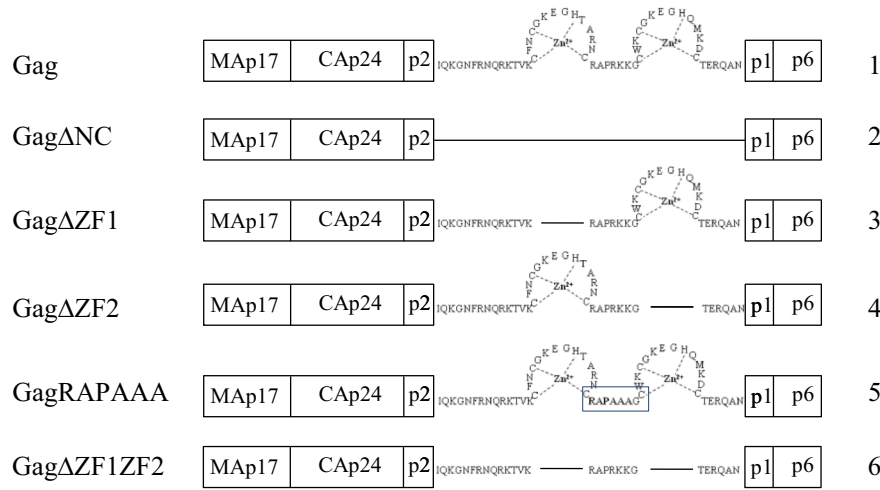 Gag MAp17 CAp24 p2 IQKGNFRNQRKTVK C F N C G K E G H T A R N C Zn²⁺ RAPRKKG C W K C G K E G H Q M K D C Zn²⁺ TERQAN p1 p6 1
GagΔNC MAp17 CAp24 p2 p1 p6 2
GagΔZF1 MAp17 CAp24 p2 IQKGNFRNQRKTVK RAPRKKG C W K C G K E G H Q M K D C Zn²⁺ TERQAN p1 p6 3
GagΔZF2 MAp17 CAp24 p2 IQKGNFRNQRKTVK C F N C G K E G H T A R N C Zn²⁺ RAPRKKG TERQAN p1 p6 4
GagRAPAAA MAp17 CAp24 p2 IQKGNFRNQRKTVK C F N C G K E G H T A R N C Zn²⁺ RAPAAAG C W K C G K E G H Q M K D C Zn²⁺ TERQAN p1 p6 5
GagΔZF1ZF2 MAp17 CAp24 p2 IQKGNFRNQRKTVK RAPRKKG TERQAN p1 p6 6